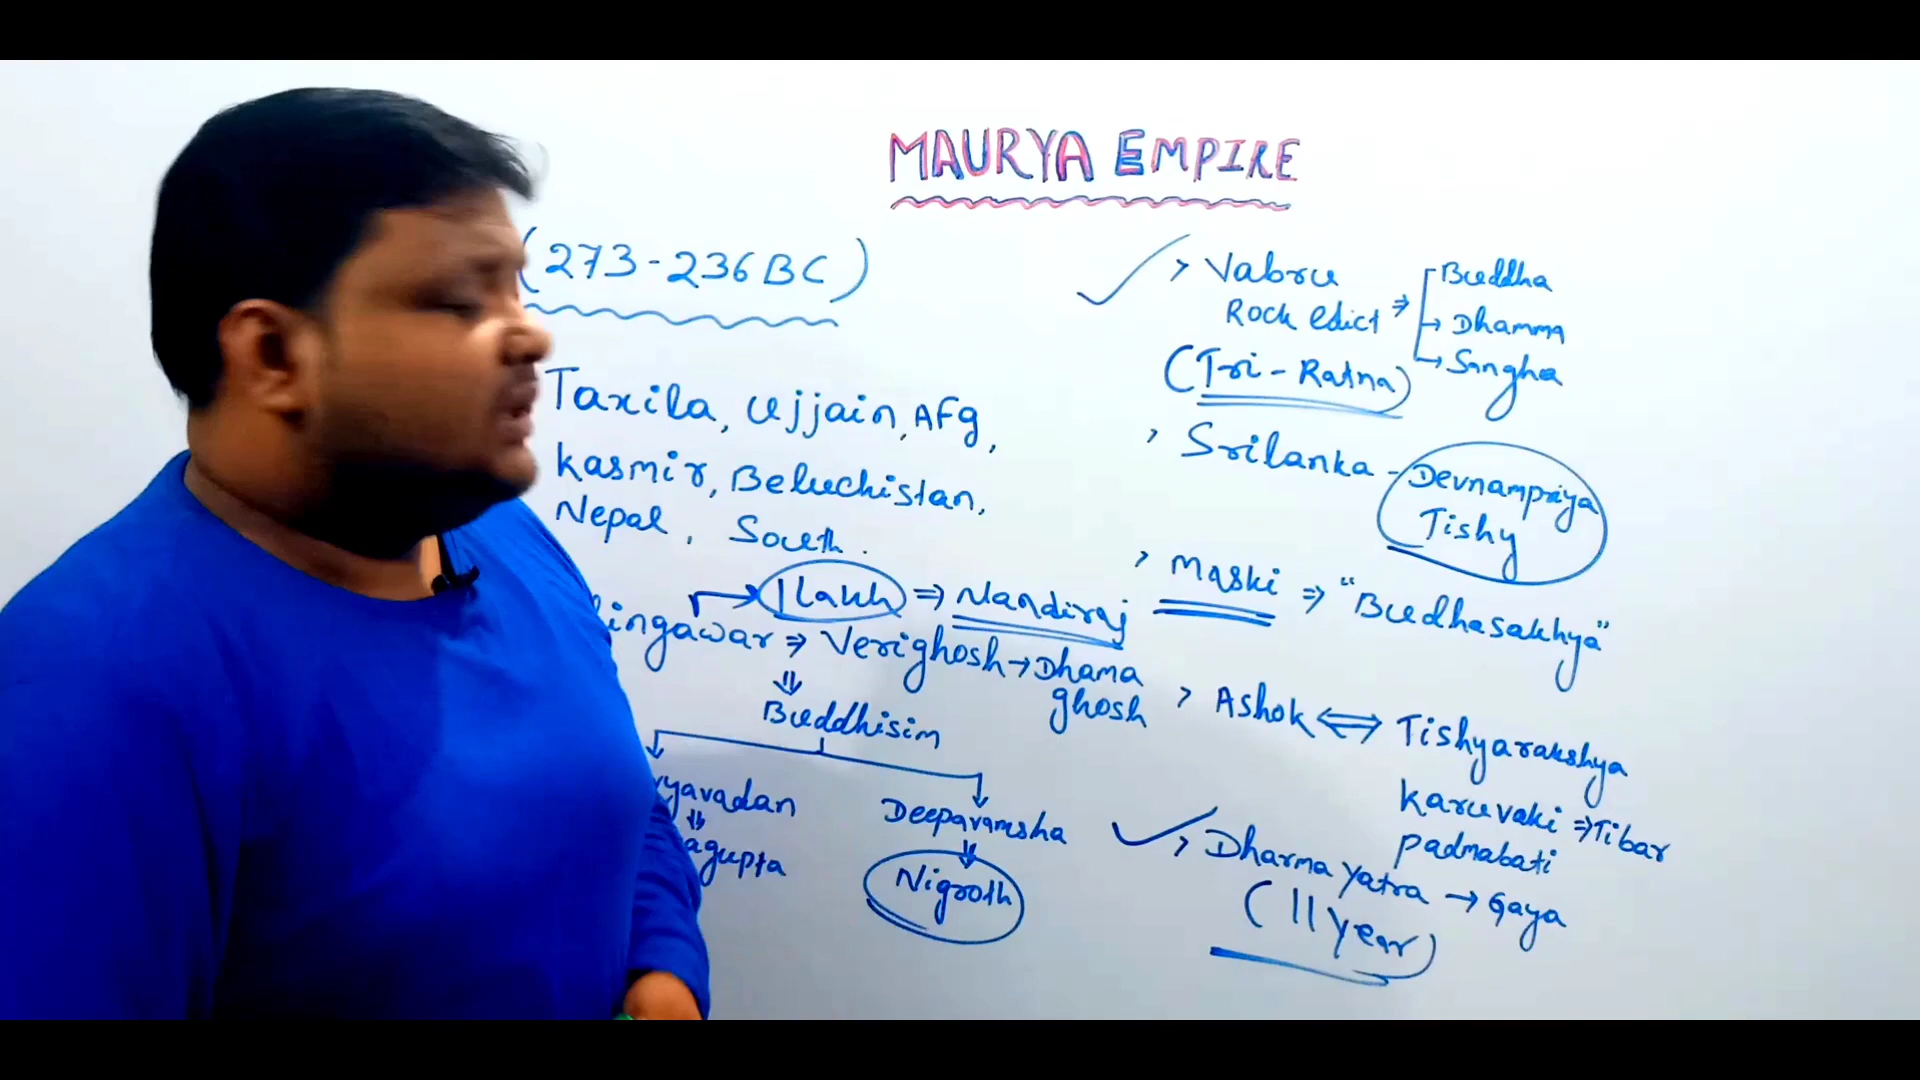 MAURYA EMPIRE
(273-236 BC)
Taxila, Ujjain, AFg,
Kasmir, Beluchistan,
Nepal, South.
1 Lakh ⇒ Nandiraj
ingawar ⇒ Verighosh → Dhama
ghosh
⇓
Buddhisim
yavadan
⇓
agupta
Deepavamsha
⇓
Nigroth
> Vabru
Rock edict ⇒
Buddha
→ Dhamma
→ Sangha
(Tri-Ratna)
> Srilanka - Devnampriya
Tishy
> Maski ⇒ "Budhasakhya"
> Ashok ⇔ Tishyarakshya
Karuvaki ⇒ Tibar
padmabati
> Dharma yatra → Gaya
(11 year)